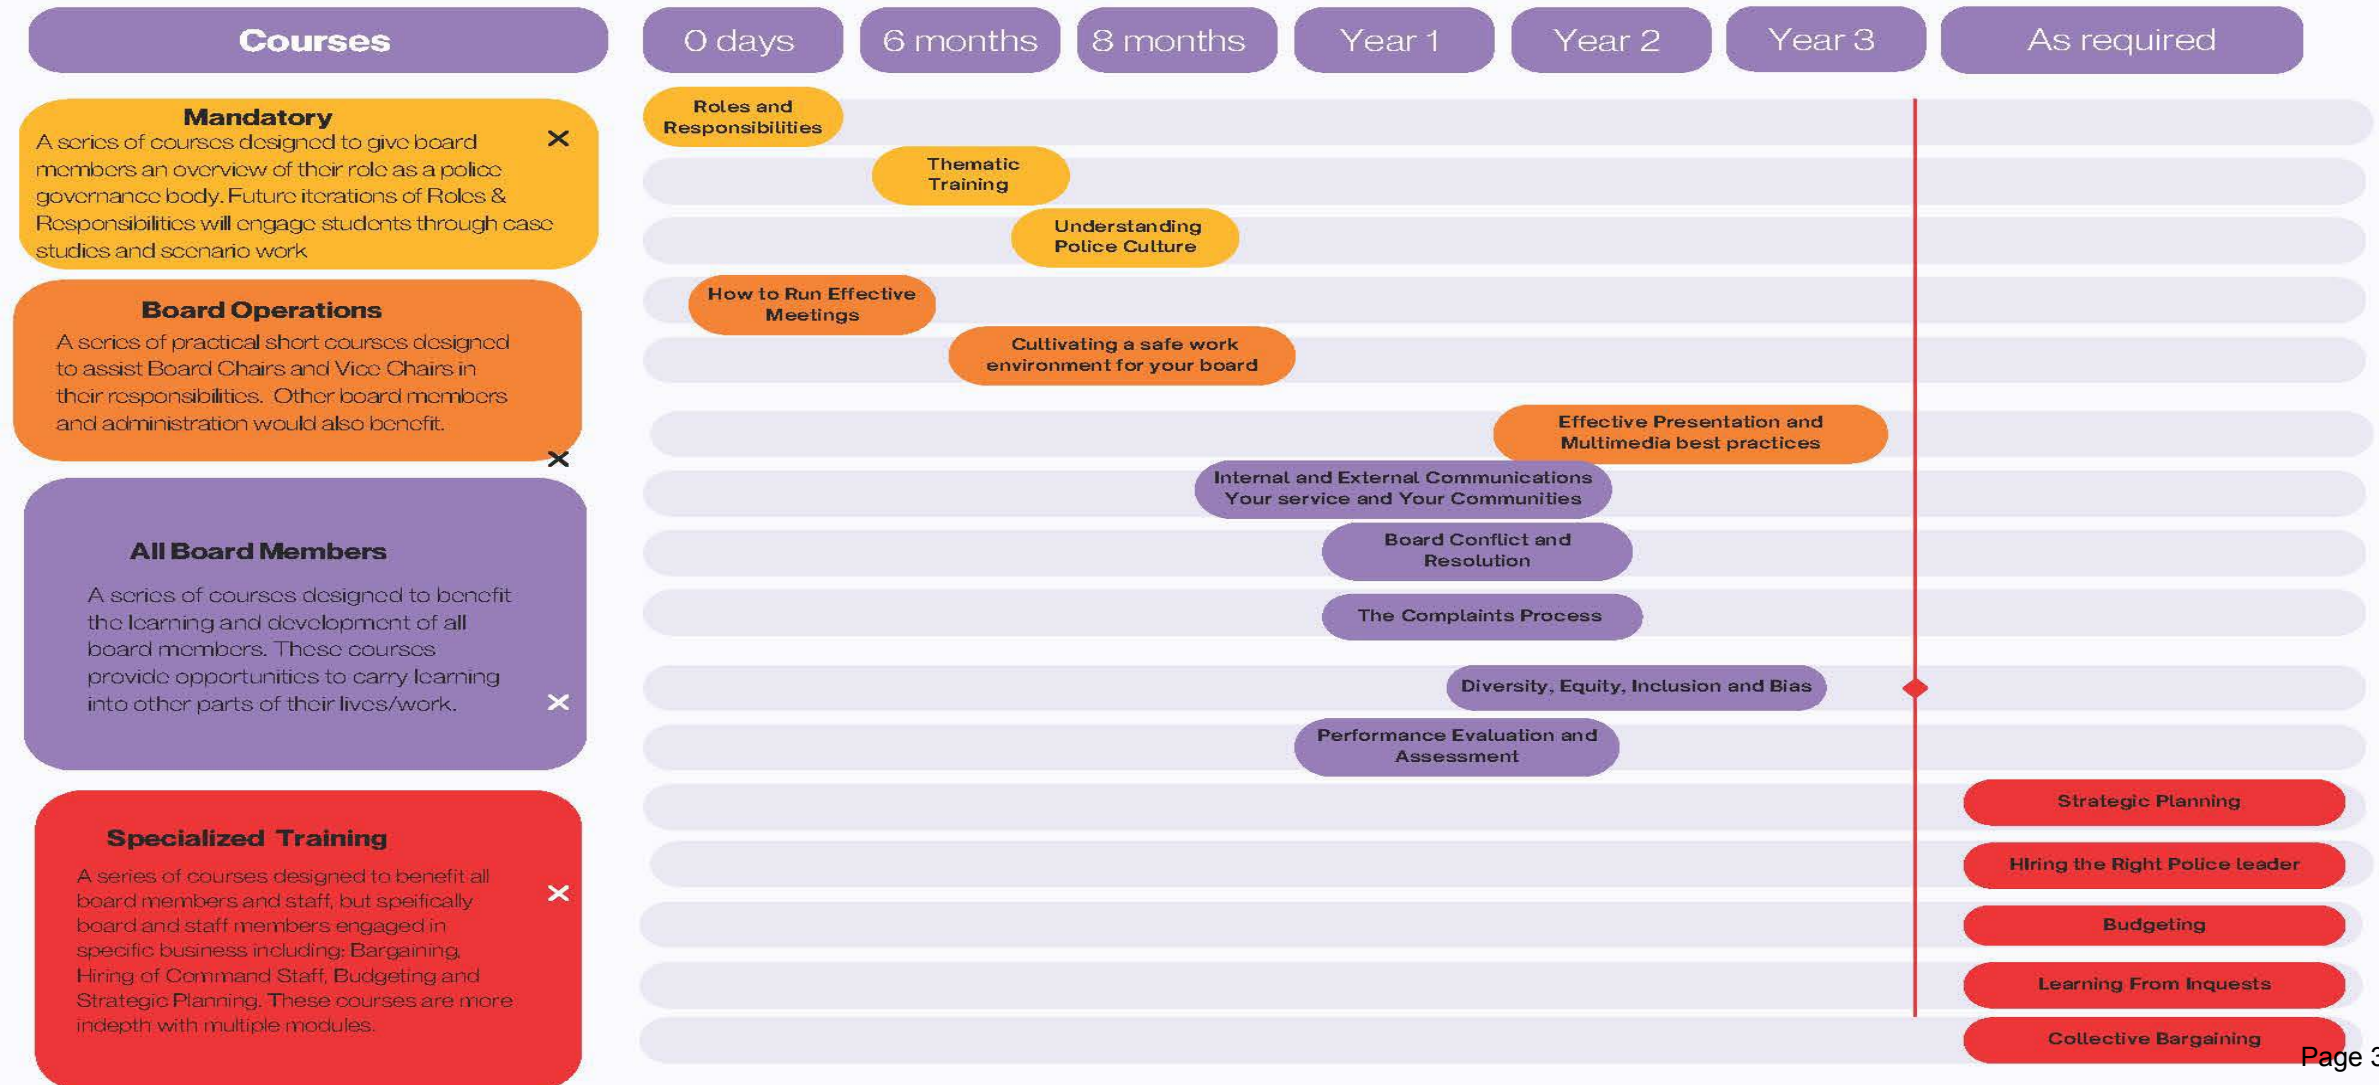 Courses
0 days
6 months
8 months
Year 1
Year 2
Year 3
As required
Mandatory
A series of courses designed to give board
members an overview of their role as a police
governance body. Future iterations of Roles &
Responsibilities will engage students through case
studies and scenario work
Board Operations
A series of practical short courses designed
to assist Board Chairs and Vice Chairs in
their responsibilities. Other board members
and administration would also benefit.
All Board Members
A series of courses designed to benefit
the learning and development of all
board members. These courses
provide opportunities to carry learning
into other parts of their lives/work.
Specialized Training
A series of courses designed to benefit all
board members and staff, but speifically
board and staff members engaged in
specific business including: Bargaining,
Hiring of Command Staff, Budgeting and
Strategic Planning. These courses are more
indepth with multiple modules.
Roles and
Responsibilities
Thematic
Training
Understanding
Police Culture
How to Run Effective
Meetings
Cultivating a safe work
environment for your board
Effective Presentation and
Multimedia best practices
Internal and External Communications
Your service and Your Communities
Board Conflict and
Resolution
The Complaints Process
Diversity, Equity, Inclusion and Bias
Performance Evaluation and
Assessment
Strategic Planning
HIring the Right Police leader
Budgeting
Learning From Inquests
Collective Bargaining
Page 3